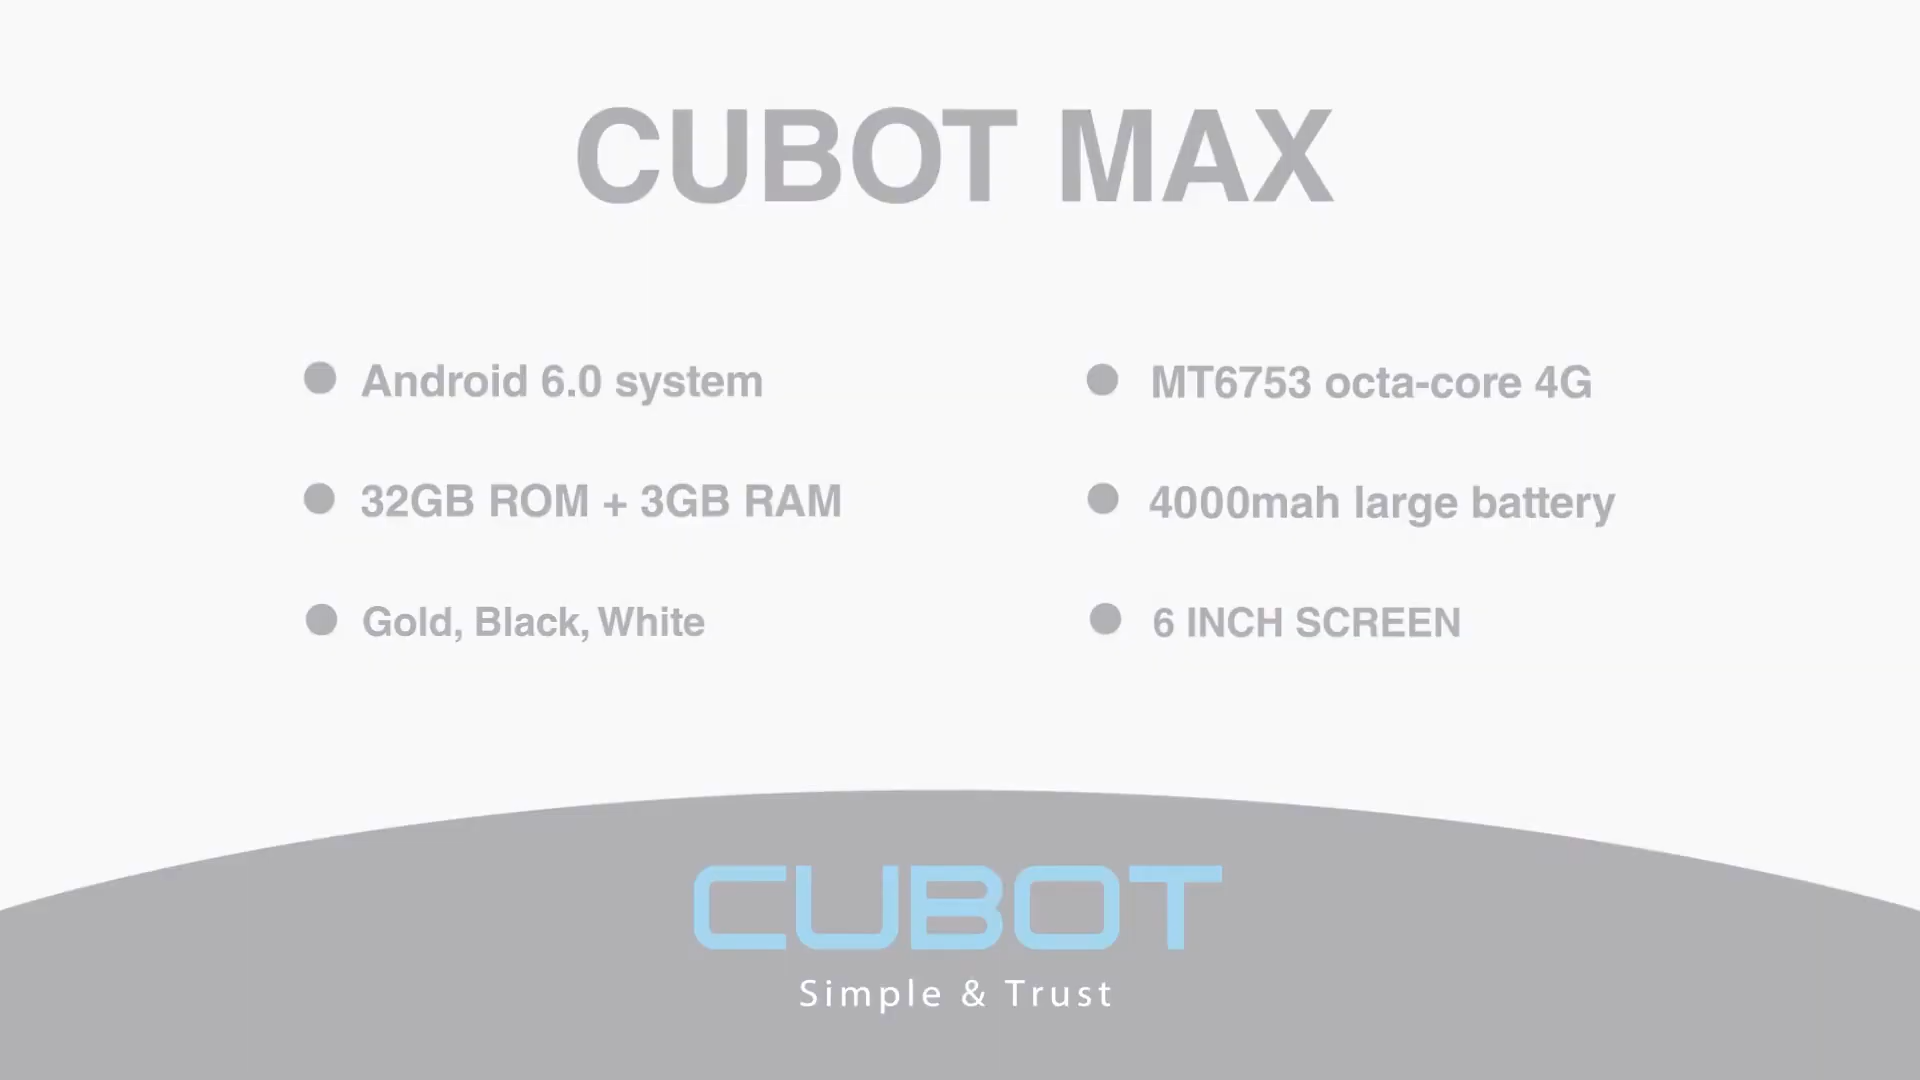 CUBOT MAX
Android 6.0 system
MT6753 octa-core 4G
32GB ROM + 3GB RAM
4000mah large battery
Gold, Black, White
6 INCH SCREEN
CUBOT
Simple & Trust